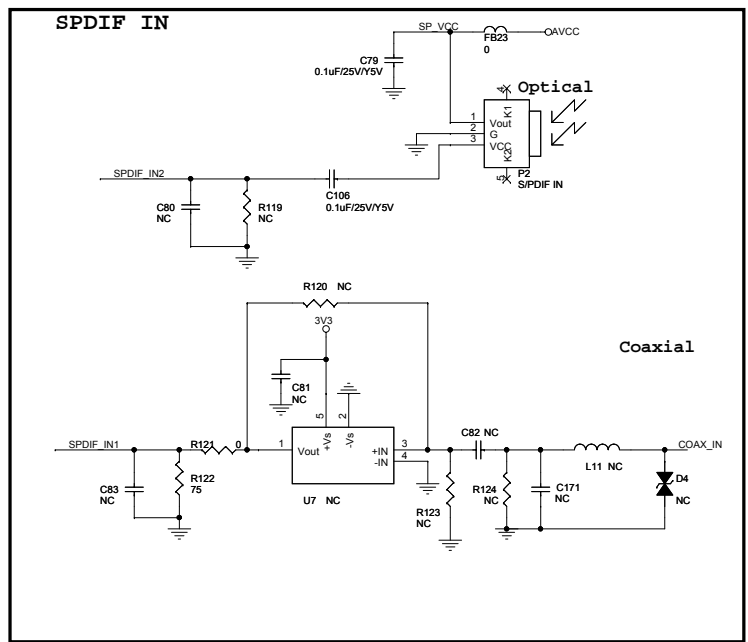 SPDIF IN
SP_VCC
FB23
0
AVCC
C79
0.1uF/25V/Y5V
Optical
4
K1
1 Vout
2 G
3 VCC
K2
5
P2
S/PDIF IN
SPDIF_IN2
C106
0.1uF/25V/Y5V
C80
NC
R119
NC
R120 NC
3V3
Coaxial
C81
NC
5
2
+Vs
-Vs
SPDIF_IN1
R121 0
1
Vout
+IN 3
-IN 4
U7 NC
C82 NC
L11 NC
COAX_IN
C83
NC
R122
75
R123
NC
R124
NC
C171
NC
D4
NC